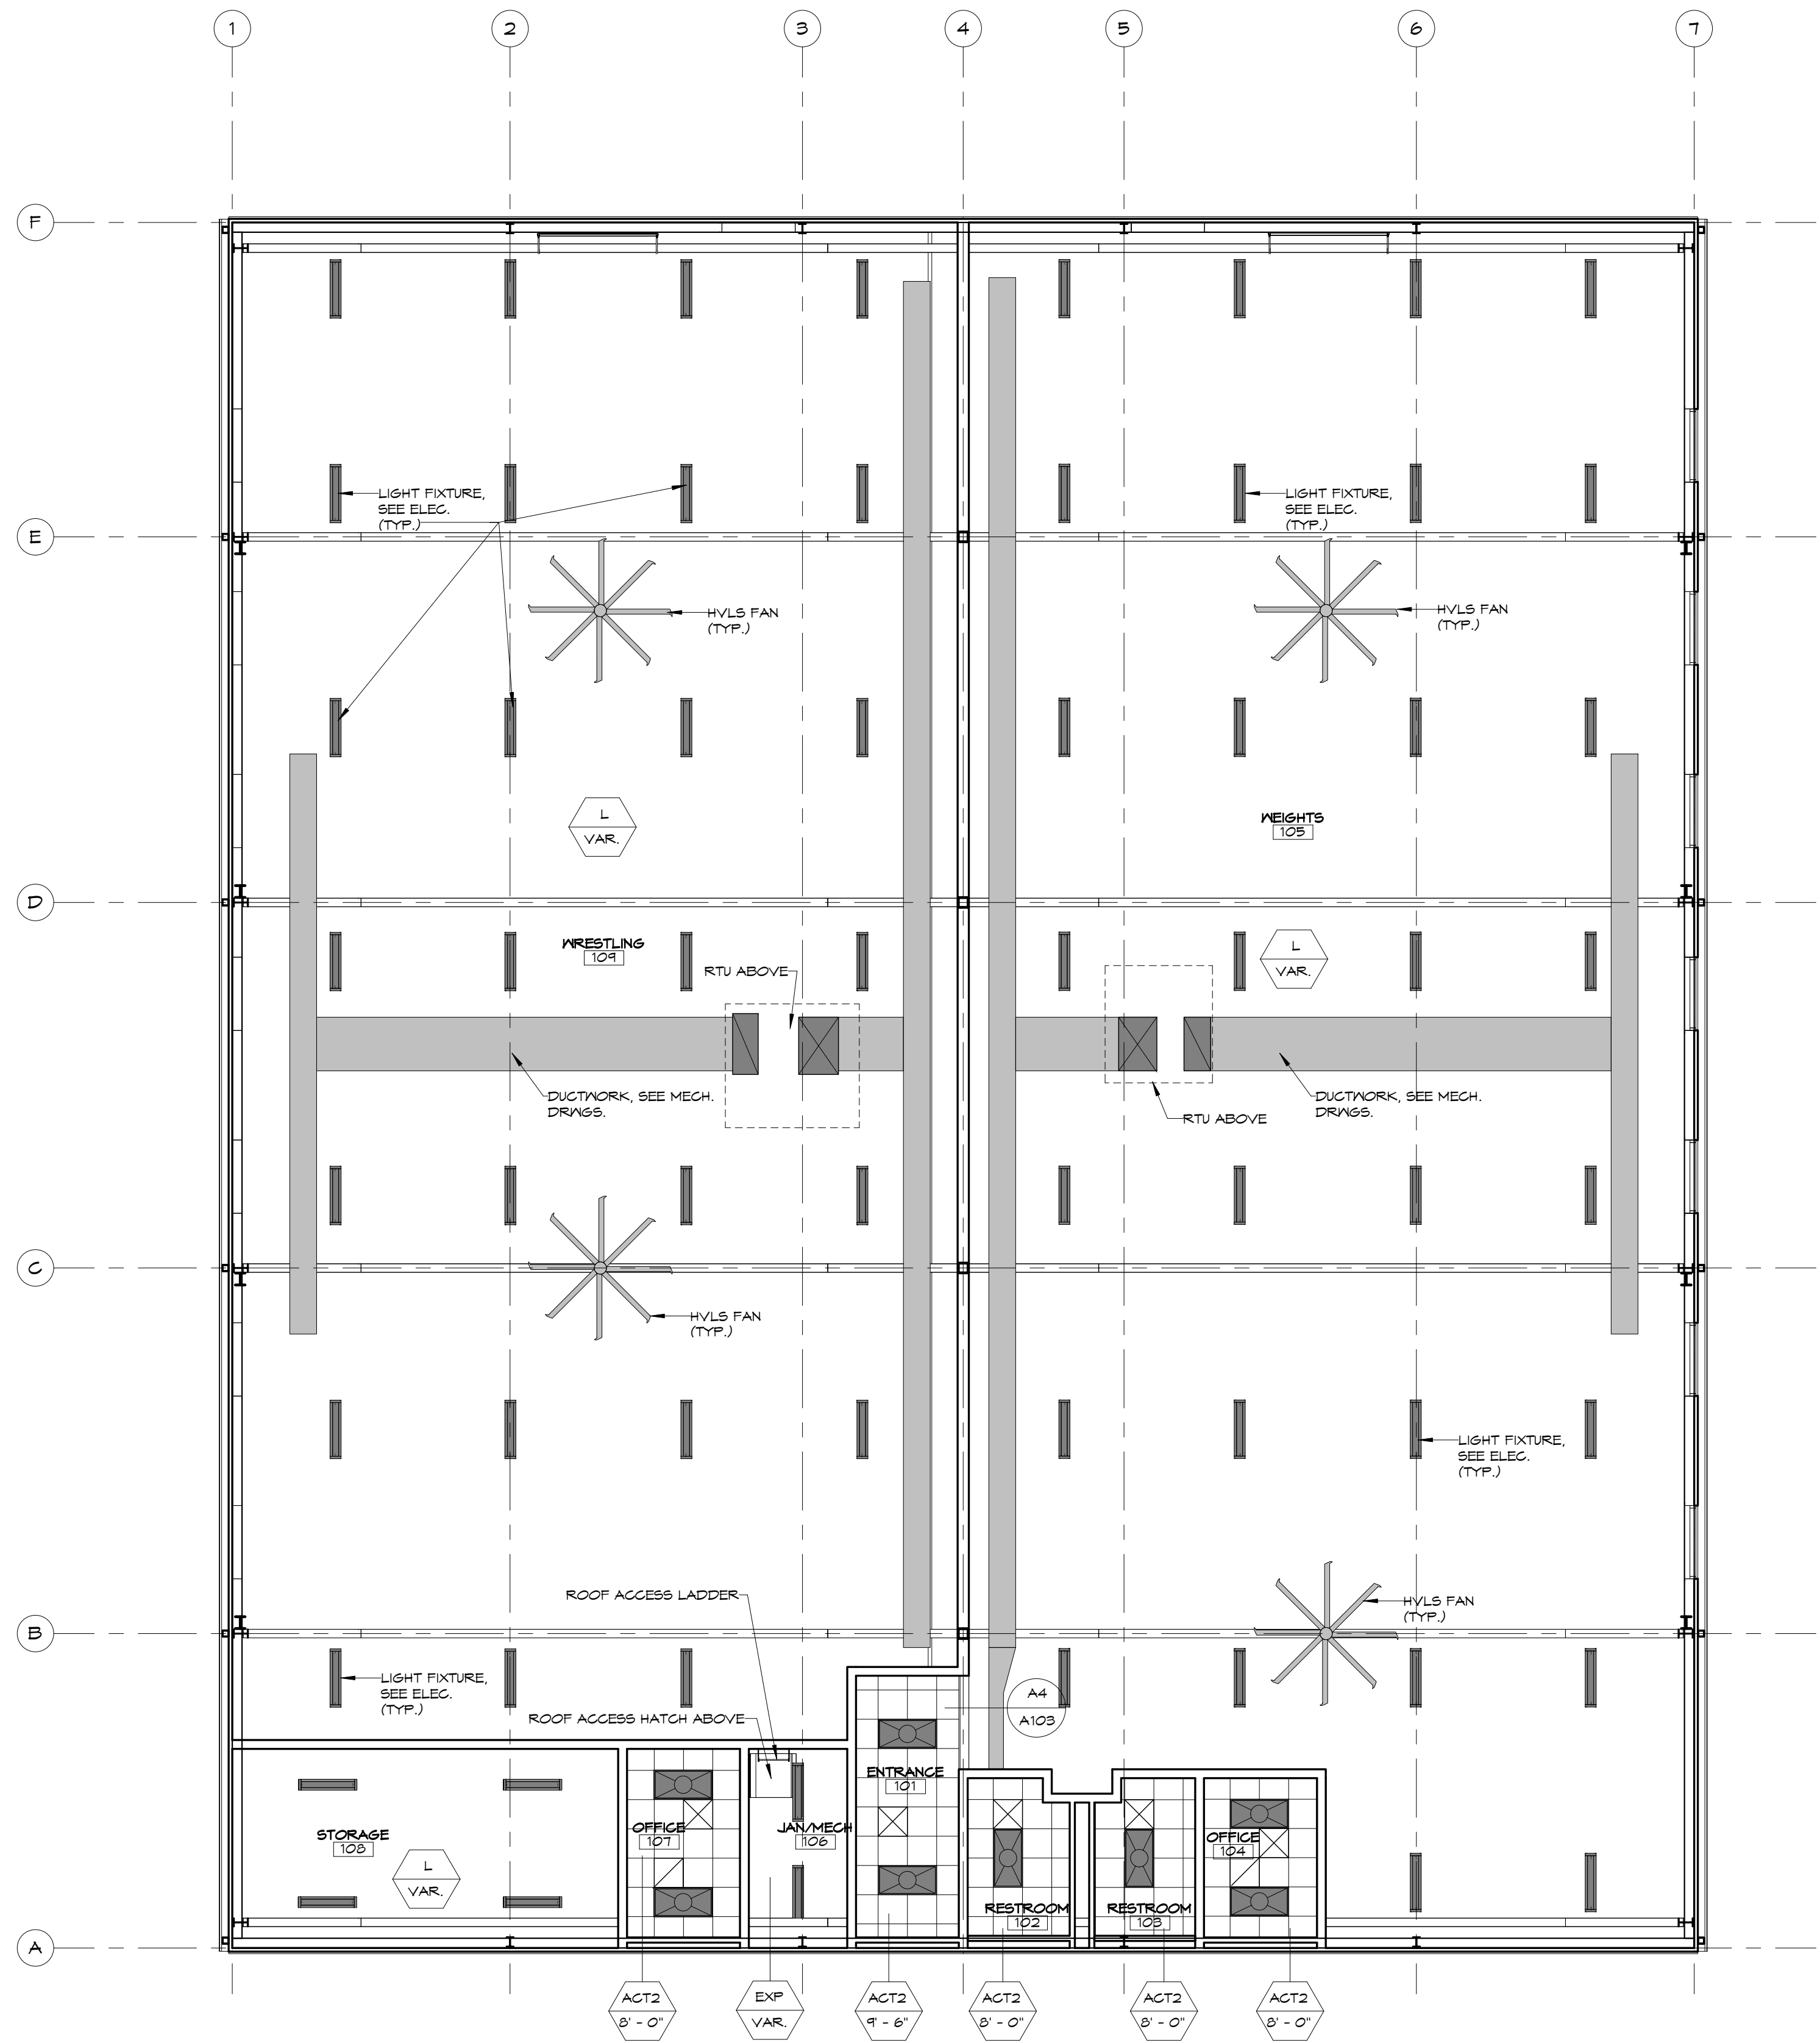 1 2 3 4 5 6 7
F
LIGHT FIXTURE,
SEE ELEC.
(TYP.)
LIGHT FIXTURE,
SEE ELEC.
(TYP.)
E
HVLS FAN
(TYP.)
HVLS FAN
(TYP.)
L
VAR.
WEIGHTS
105
D
WRESTLING
109
L
VAR.
RTU ABOVE
DUCTWORK, SEE MECH.
DRWGS.
DUCTWORK, SEE MECH.
DRWGS.
RTU ABOVE
C
HVLS FAN
(TYP.)
LIGHT FIXTURE,
SEE ELEC.
(TYP.)
ROOF ACCESS LADDER
HVLS FAN
(TYP.)
B
LIGHT FIXTURE,
SEE ELEC.
(TYP.)
A4
A103
ROOF ACCESS HATCH ABOVE
ENTRANCE
101
STORAGE
108
OFFICE
107
JAN/MECH
106
OFFICE
104
L
VAR.
RESTROOM
102
RESTROOM
103
A
ACT2
8' - 0"
EXP
VAR.
ACT2
9' - 6"
ACT2
8' - 0"
ACT2
8' - 0"
ACT2
8' - 0"